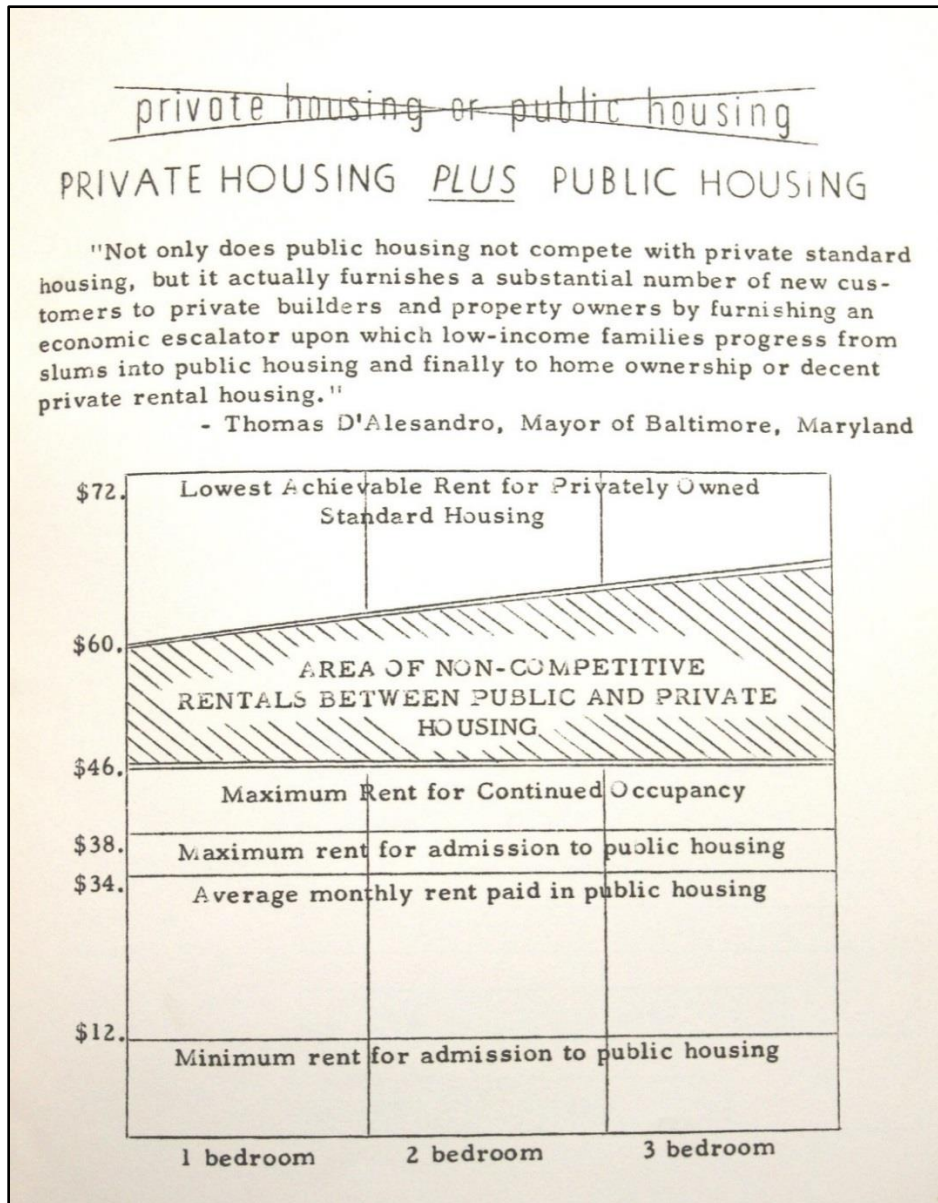 private housing or public housing
PRIVATE HOUSING PLUS PUBLIC HOUSING
"Not only does public housing not compete with private standard
housing, but it actually furnishes a substantial number of new cus-
tomers to private builders and property owners by furnishing an
economic escalator upon which low-income families progress from
slums into public housing and finally to home ownership or decent
private rental housing."
- Thomas D'Alesandro, Mayor of Baltimore, Maryland
$72.
Lowest Achievable Rent for Privately Owned
Standard Housing
$60.
AREA OF NON-COMPETITIVE
RENTALS BETWEEN PUBLIC AND PRIVATE
HOUSING
$46.
Maximum Rent for Continued Occupancy
$38.
Maximum rent for admission to public housing
$34.
Average monthly rent paid in public housing
$12.
Minimum rent for admission to public housing
1 bedroom 2 bedroom 3 bedroom